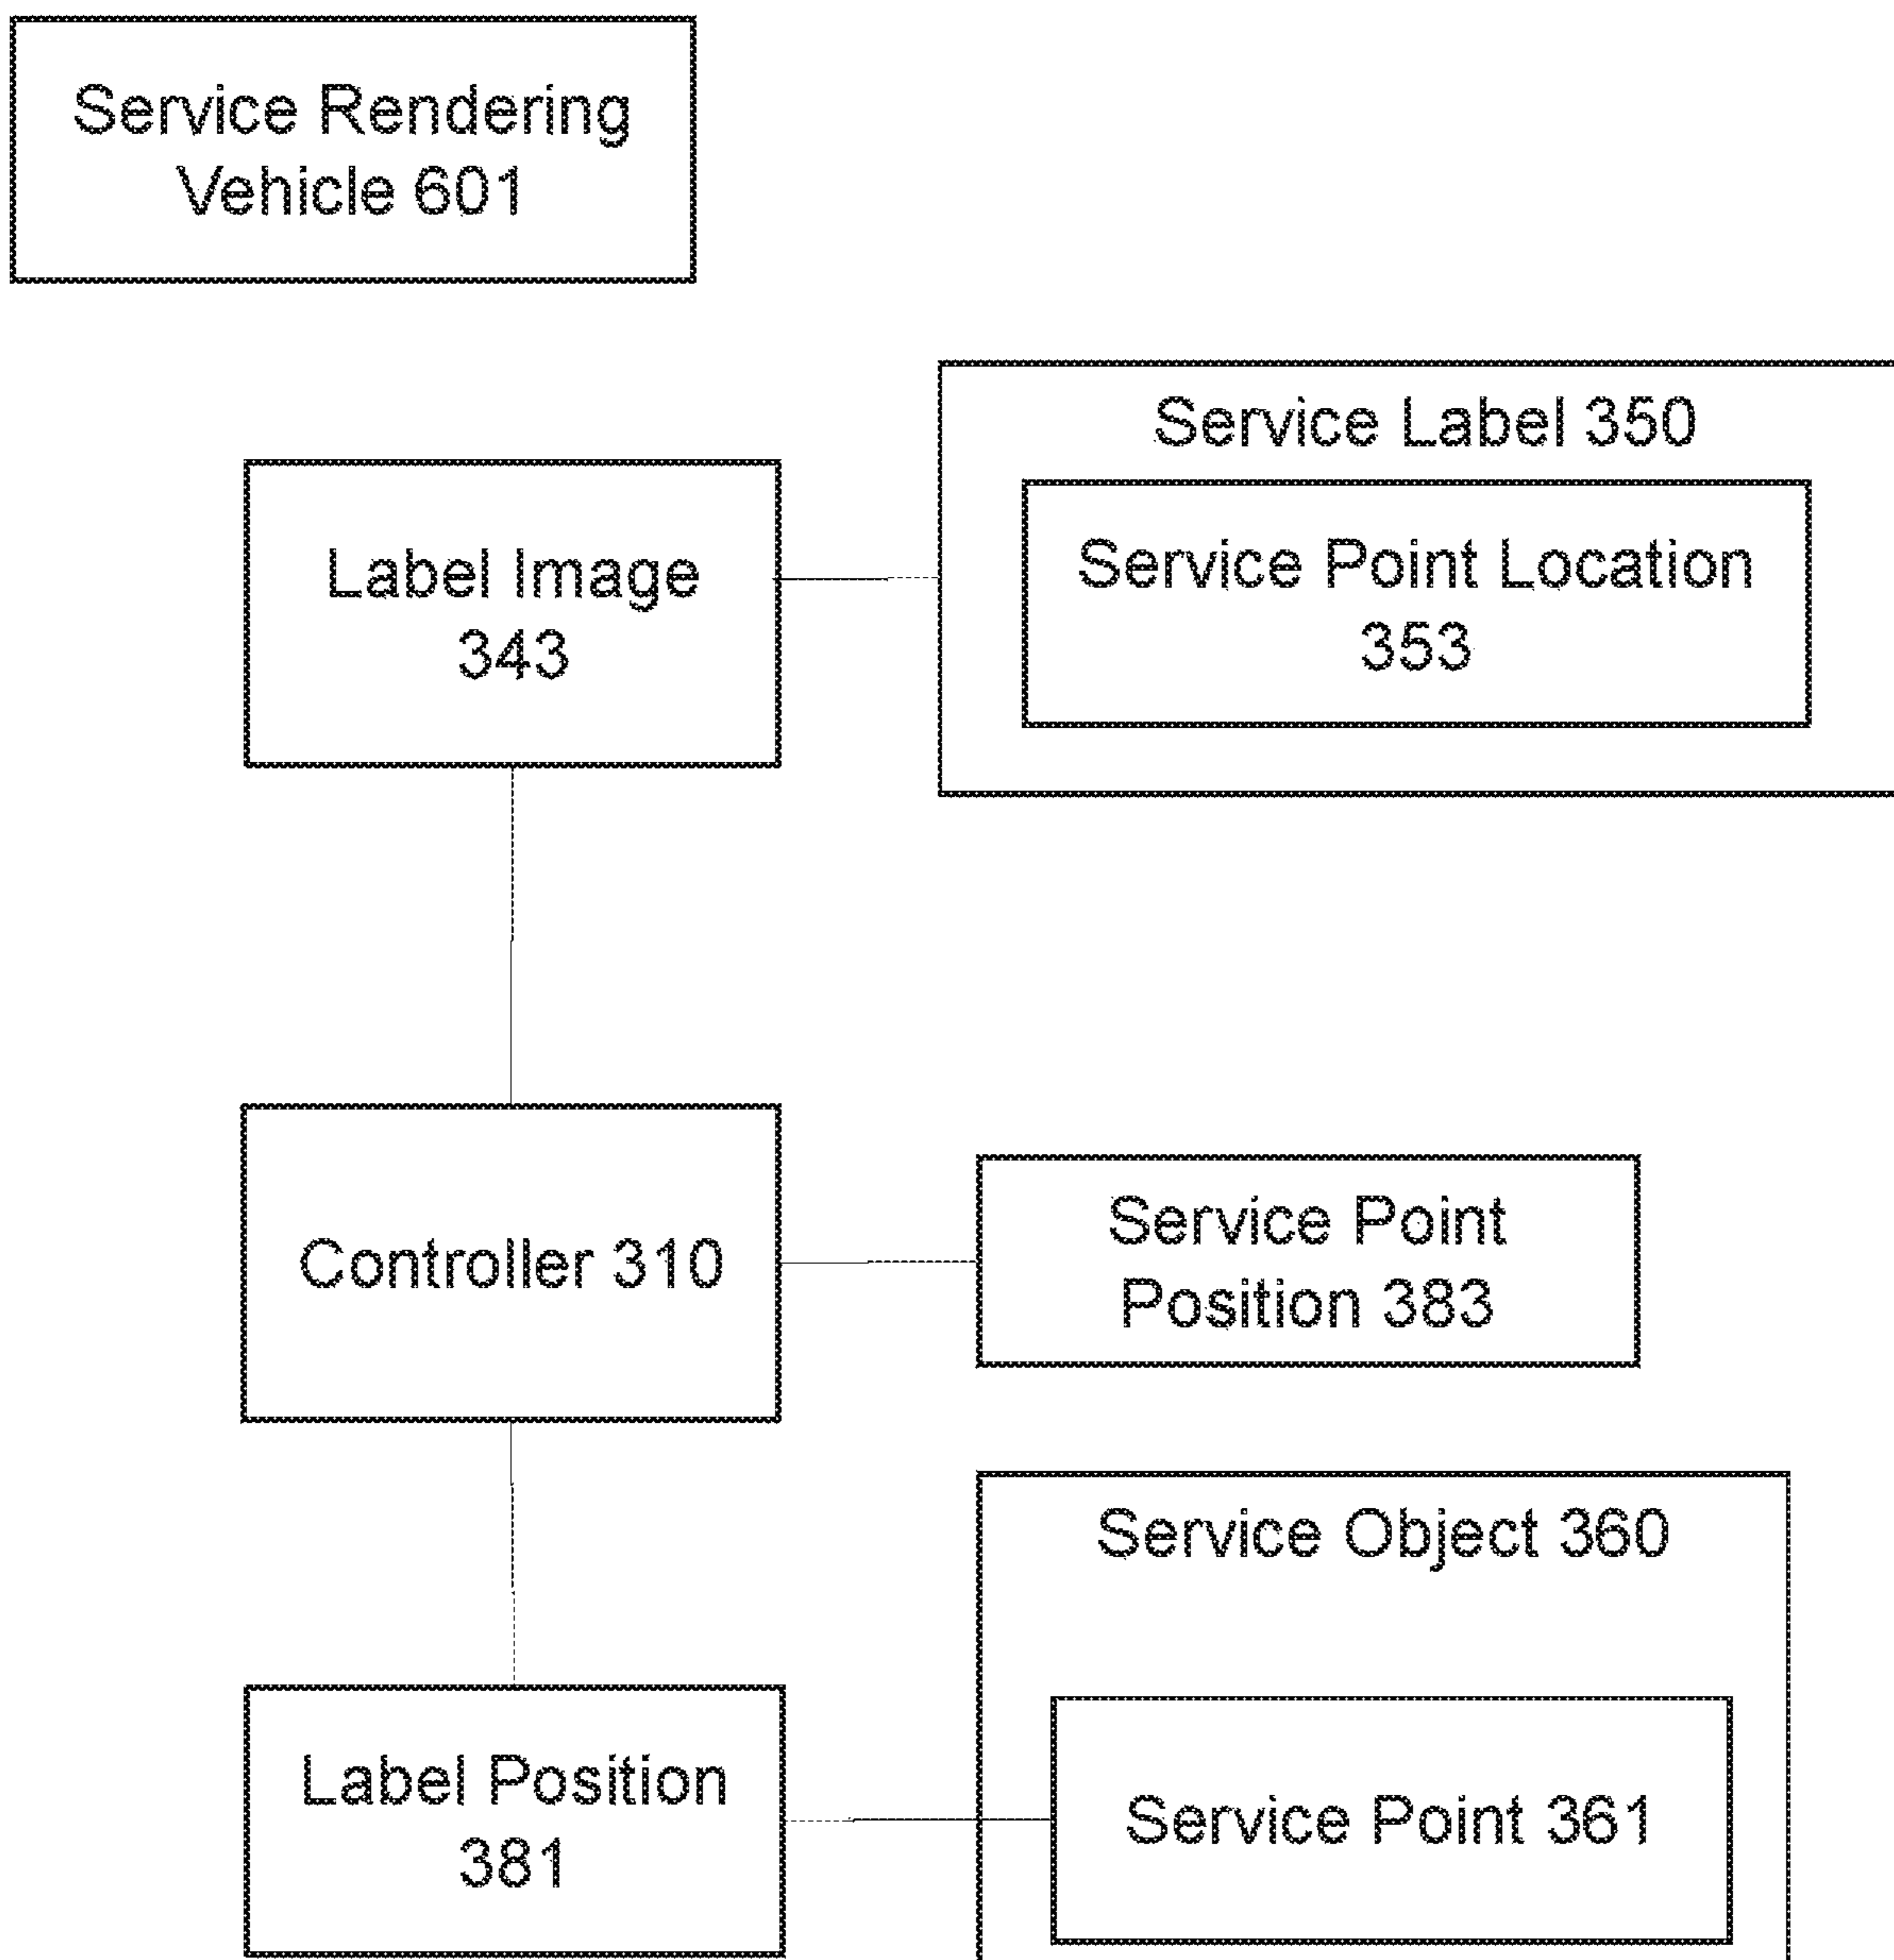 Service Rendering
Vehicle 601
Service Label 350
Label Image
343
Service Point Location
353
Controller 310
Service Point
Position 383
Service Object 360
Label Position
381
Service Point 361